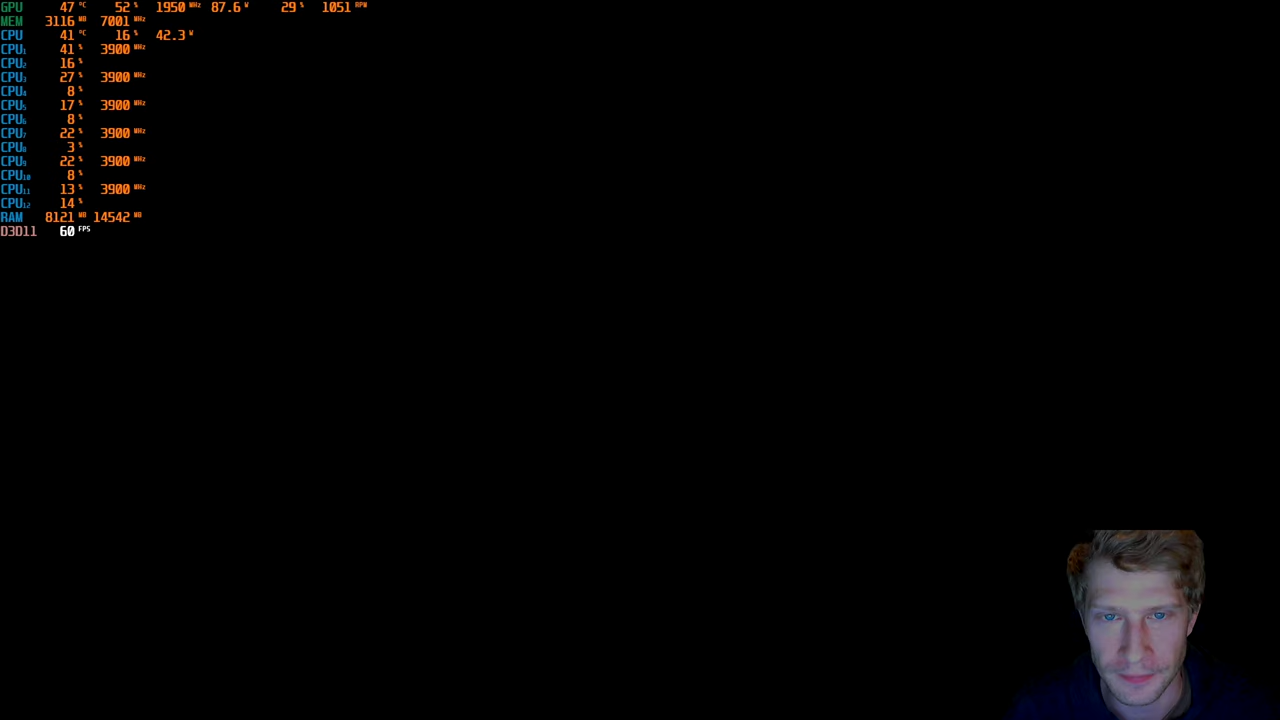 GPU 47 °C 52 % 1950 MHz 87.6 W 29 % 1051 RPM
MEM 3116 MB 7001 MHz
CPU 41 °C 16 % 42.3 W
CPU1 41 % 3900 MHz
CPU2 16 %
CPU3 27 % 3900 MHz
CPU4 8 %
CPU5 17 % 3900 MHz
CPU6 8 %
CPU7 22 % 3900 MHz
CPU8 3 %
CPU9 22 % 3900 MHz
CPU10 8 %
CPU11 13 % 3900 MHz
CPU12 14 %
RAM 8121 MB 14542 MB
D3D11 60 FPS